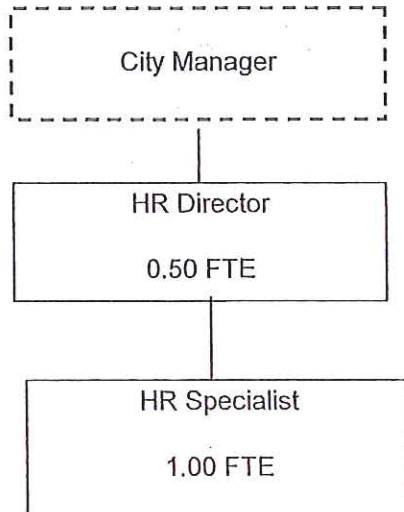 City Manager
HR Director
0.50 FTE
HR Specialist
1.00 FTE